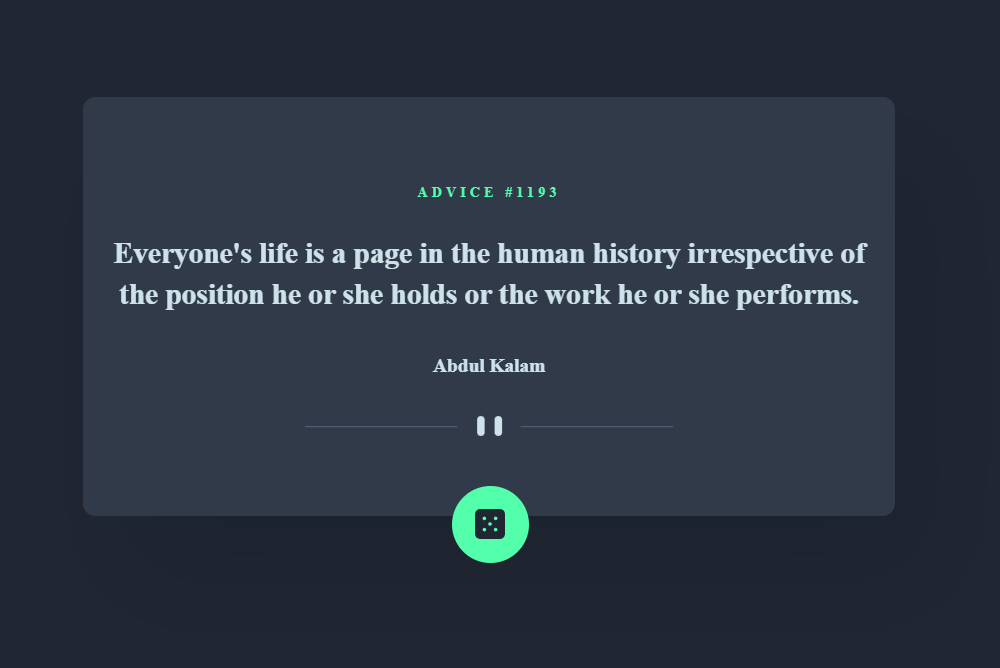 ADVICE #1193
Everyone's life is a page in the human history irrespective of
the position he or she holds or the work he or she performs.
Abdul Kalam